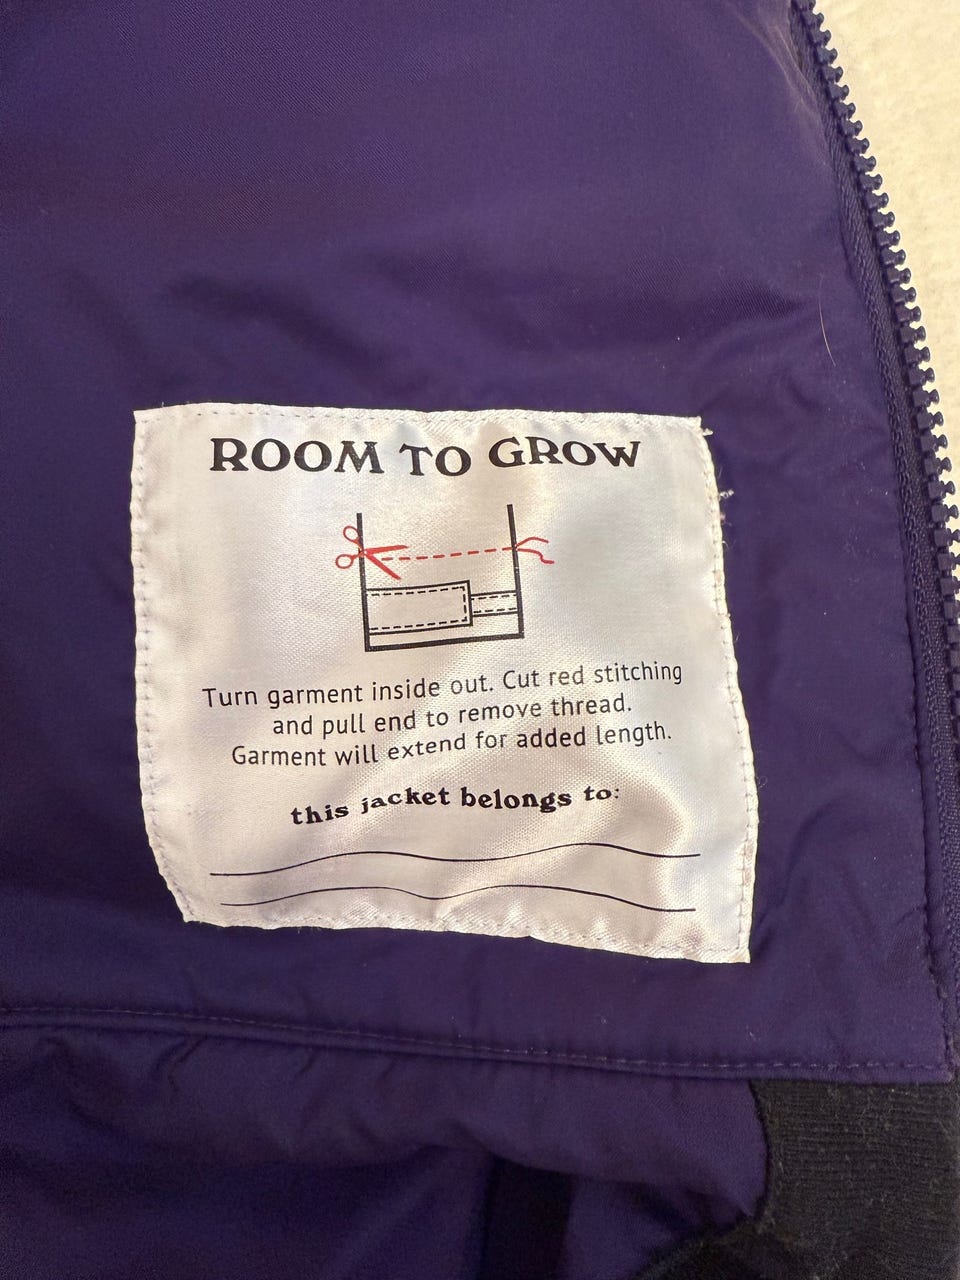 ROOM TO GROW
Turn garment inside out. Cut red stitching
and pull end to remove thread.
Garment will extend for added length.
this jacket belongs to: